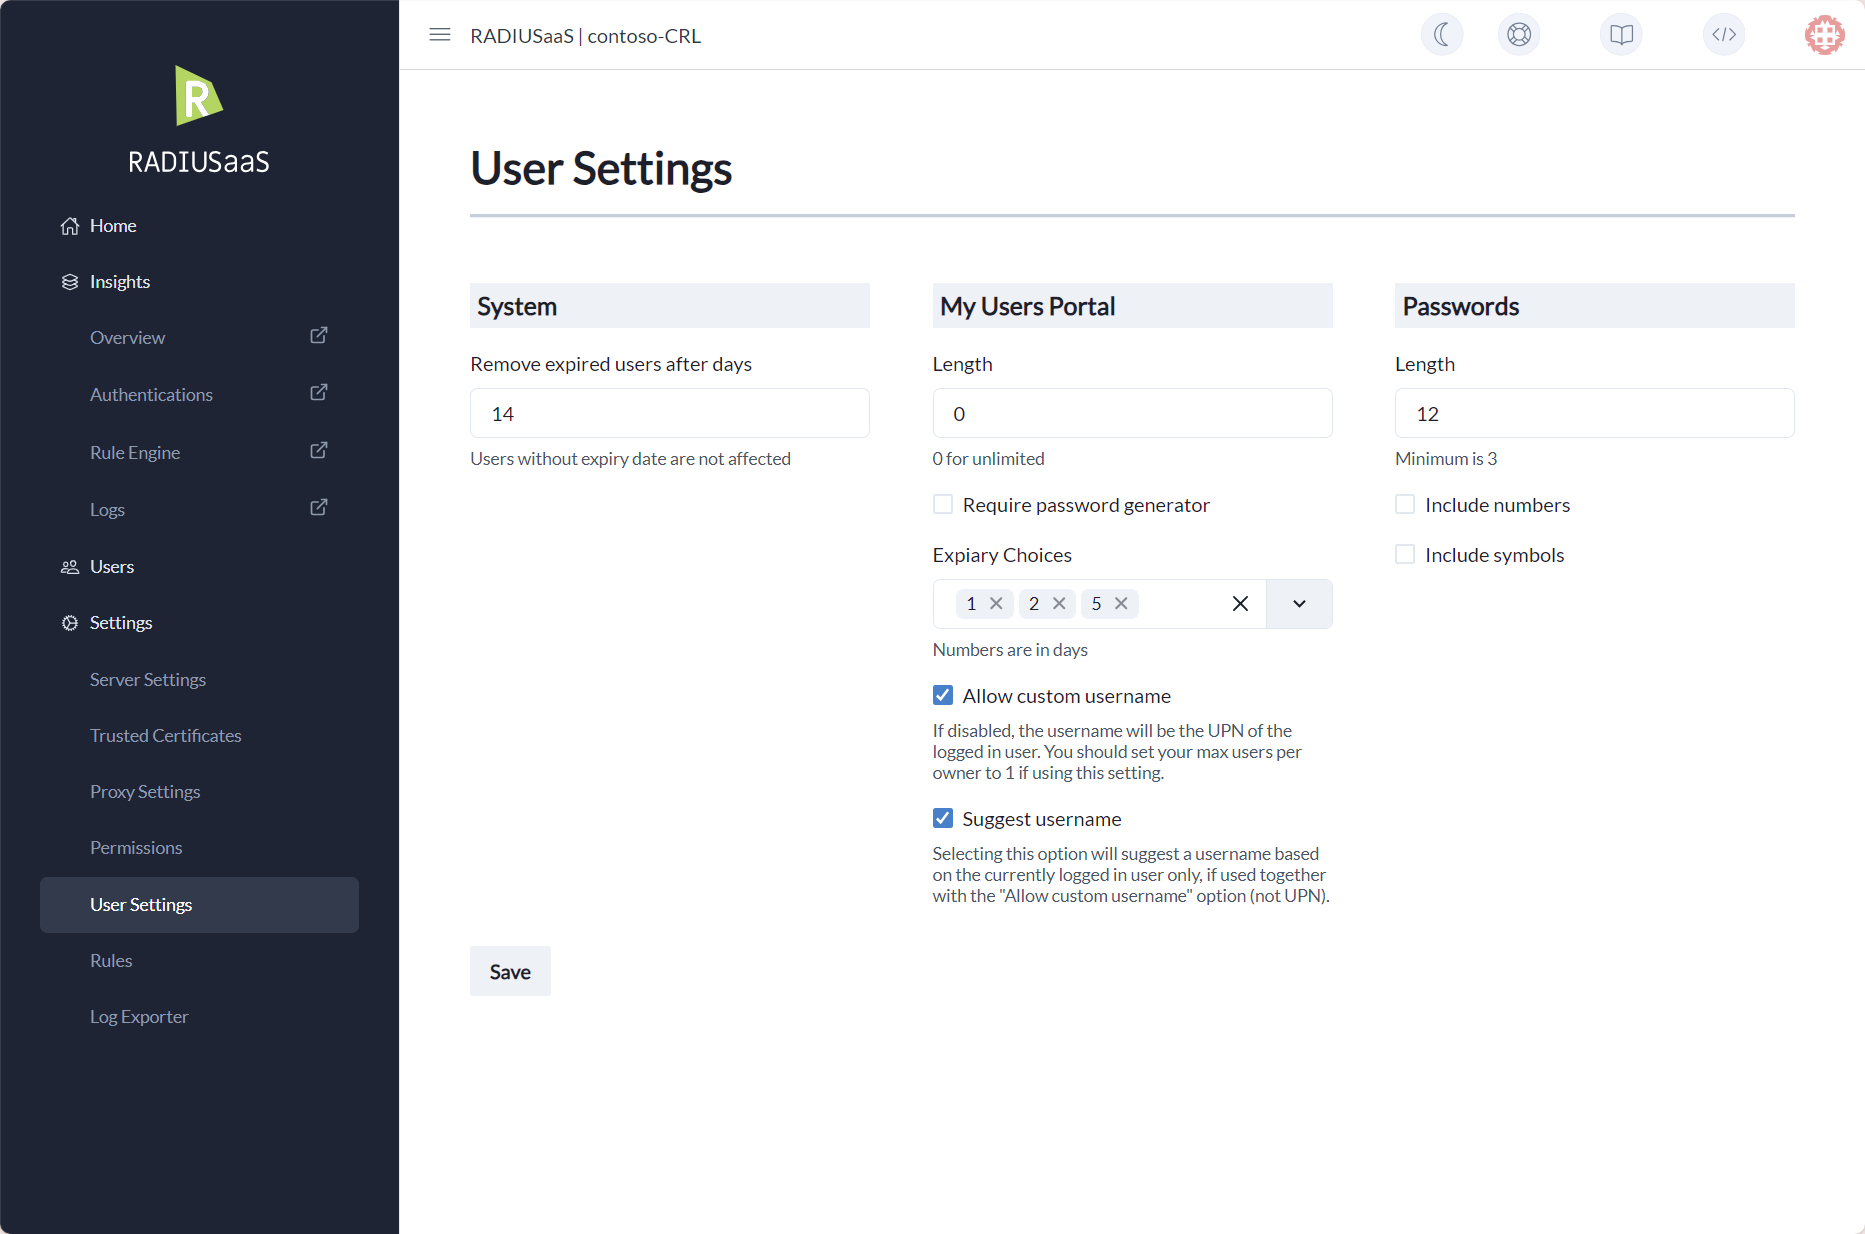 RADIUSaaS | contoso-CRL
R
RADIUSaaS
Home
Insights
Overview
Authentications
Rule Engine
Logs
Users
Settings
Server Settings
Trusted Certificates
Proxy Settings
Permissions
User Settings
Rules
Log Exporter
User Settings
System
Remove expired users after days
14
Users without expiry date are not affected
My Users Portal
Length
0
0 for unlimited
Require password generator
Expiary Choices
1 2 5
Numbers are in days
Allow custom username
If disabled, the username will be the UPN of the
logged in user. You should set your max users per
owner to 1 if using this setting.
Suggest username
Selecting this option will suggest a username based
on the currently logged in user only, if used together
with the "Allow custom username" option (not UPN).
Passwords
Length
12
Minimum is 3
Include numbers
Include symbols
Save